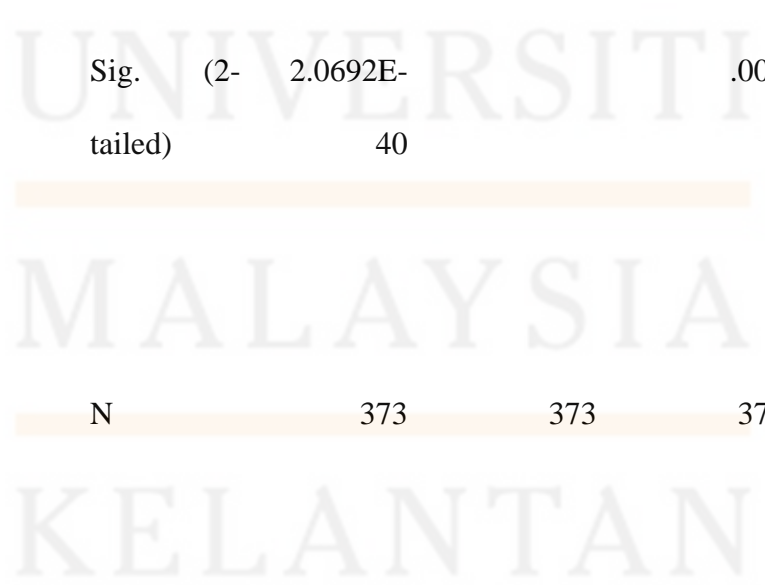 UNIVERSITI
Sig. (2- 2.0692E- .00
tailed) 40
MALAYSIA
N 373 373 37
KELANTAN